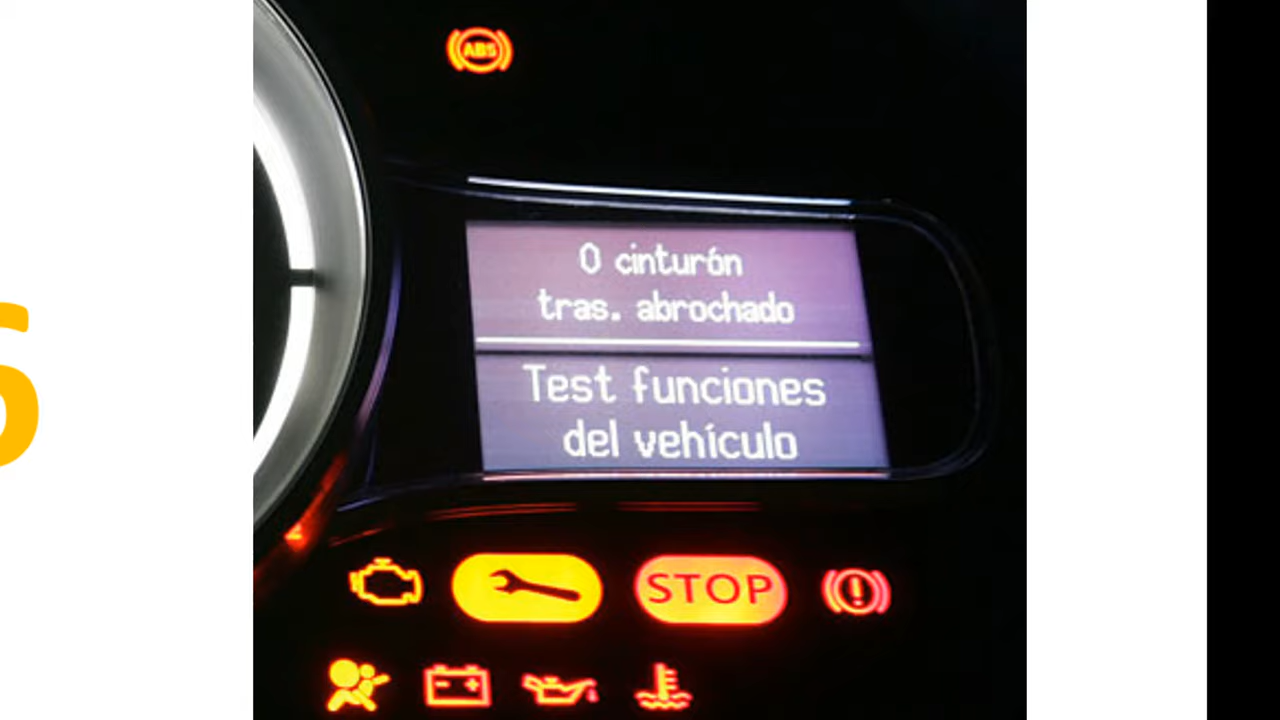 ABS
0 cinturón
tras. abrochado
Test funciones
del vehículo
STOP